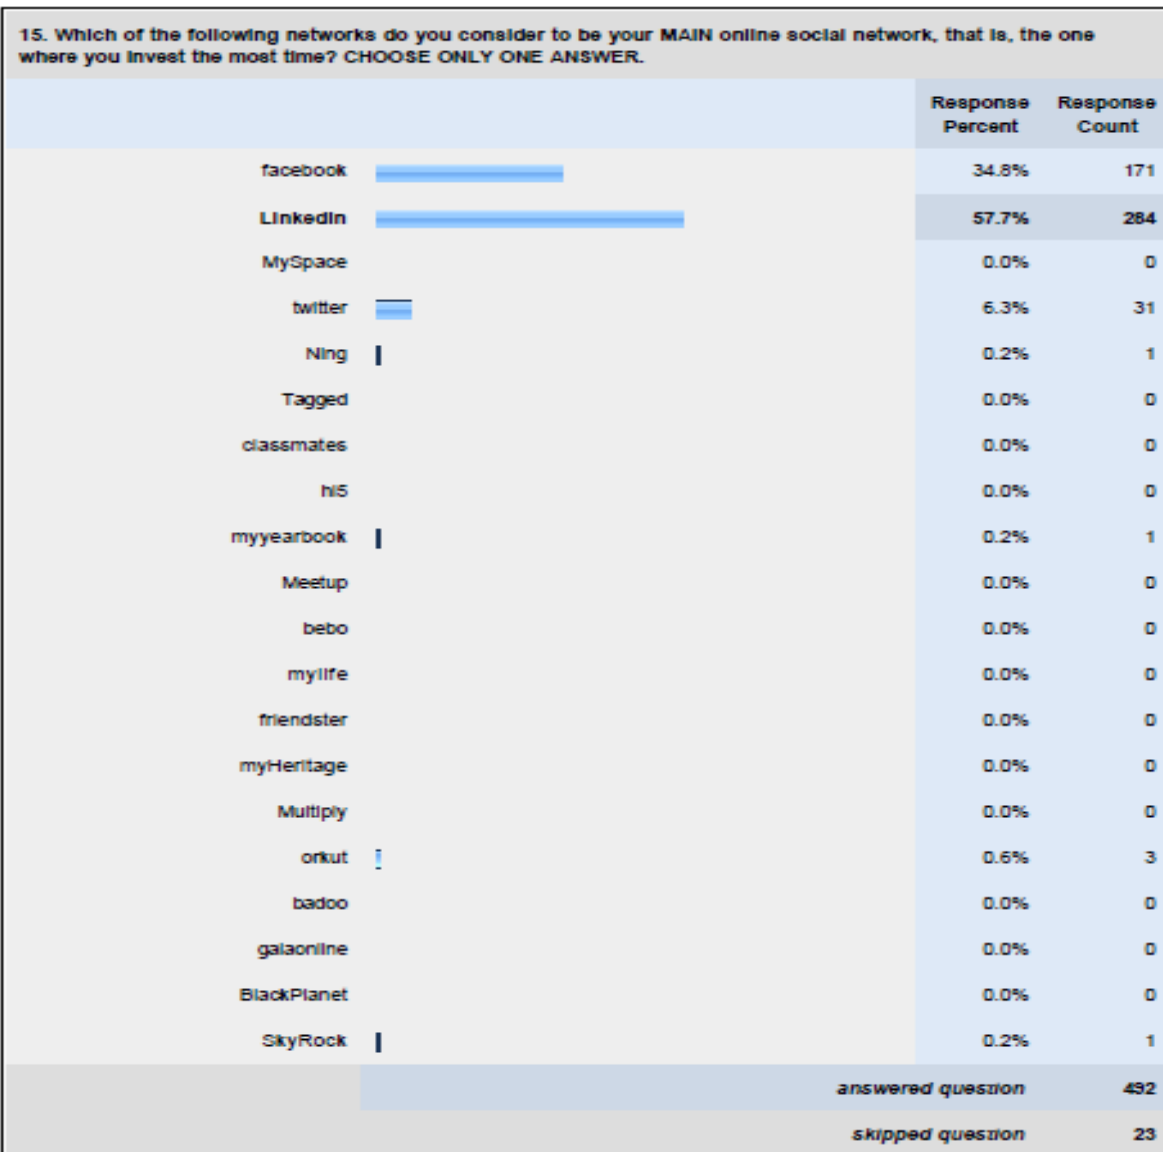 15. Which of the following networks do you consider to be your MAIN online social network, that is, the one
where you invest the most time? CHOOSE ONLY ONE ANSWER.
Response Percent Response Count
facebook 34.8% 171
LinkedIn 57.7% 284
MySpace 0.0% 0
twitter 6.3% 31
Ning 0.2% 1
Tagged 0.0% 0
classmates 0.0% 0
hi5 0.0% 0
myyearbook 0.2% 1
Meetup 0.0% 0
bebo 0.0% 0
mylife 0.0% 0
friendster 0.0% 0
myHeritage 0.0% 0
Multiply 0.0% 0
orkut 0.6% 3
badoo 0.0% 0
gaiaonline 0.0% 0
BlackPlanet 0.0% 0
SkyRock 0.2% 1
answered question 492
skipped question 23